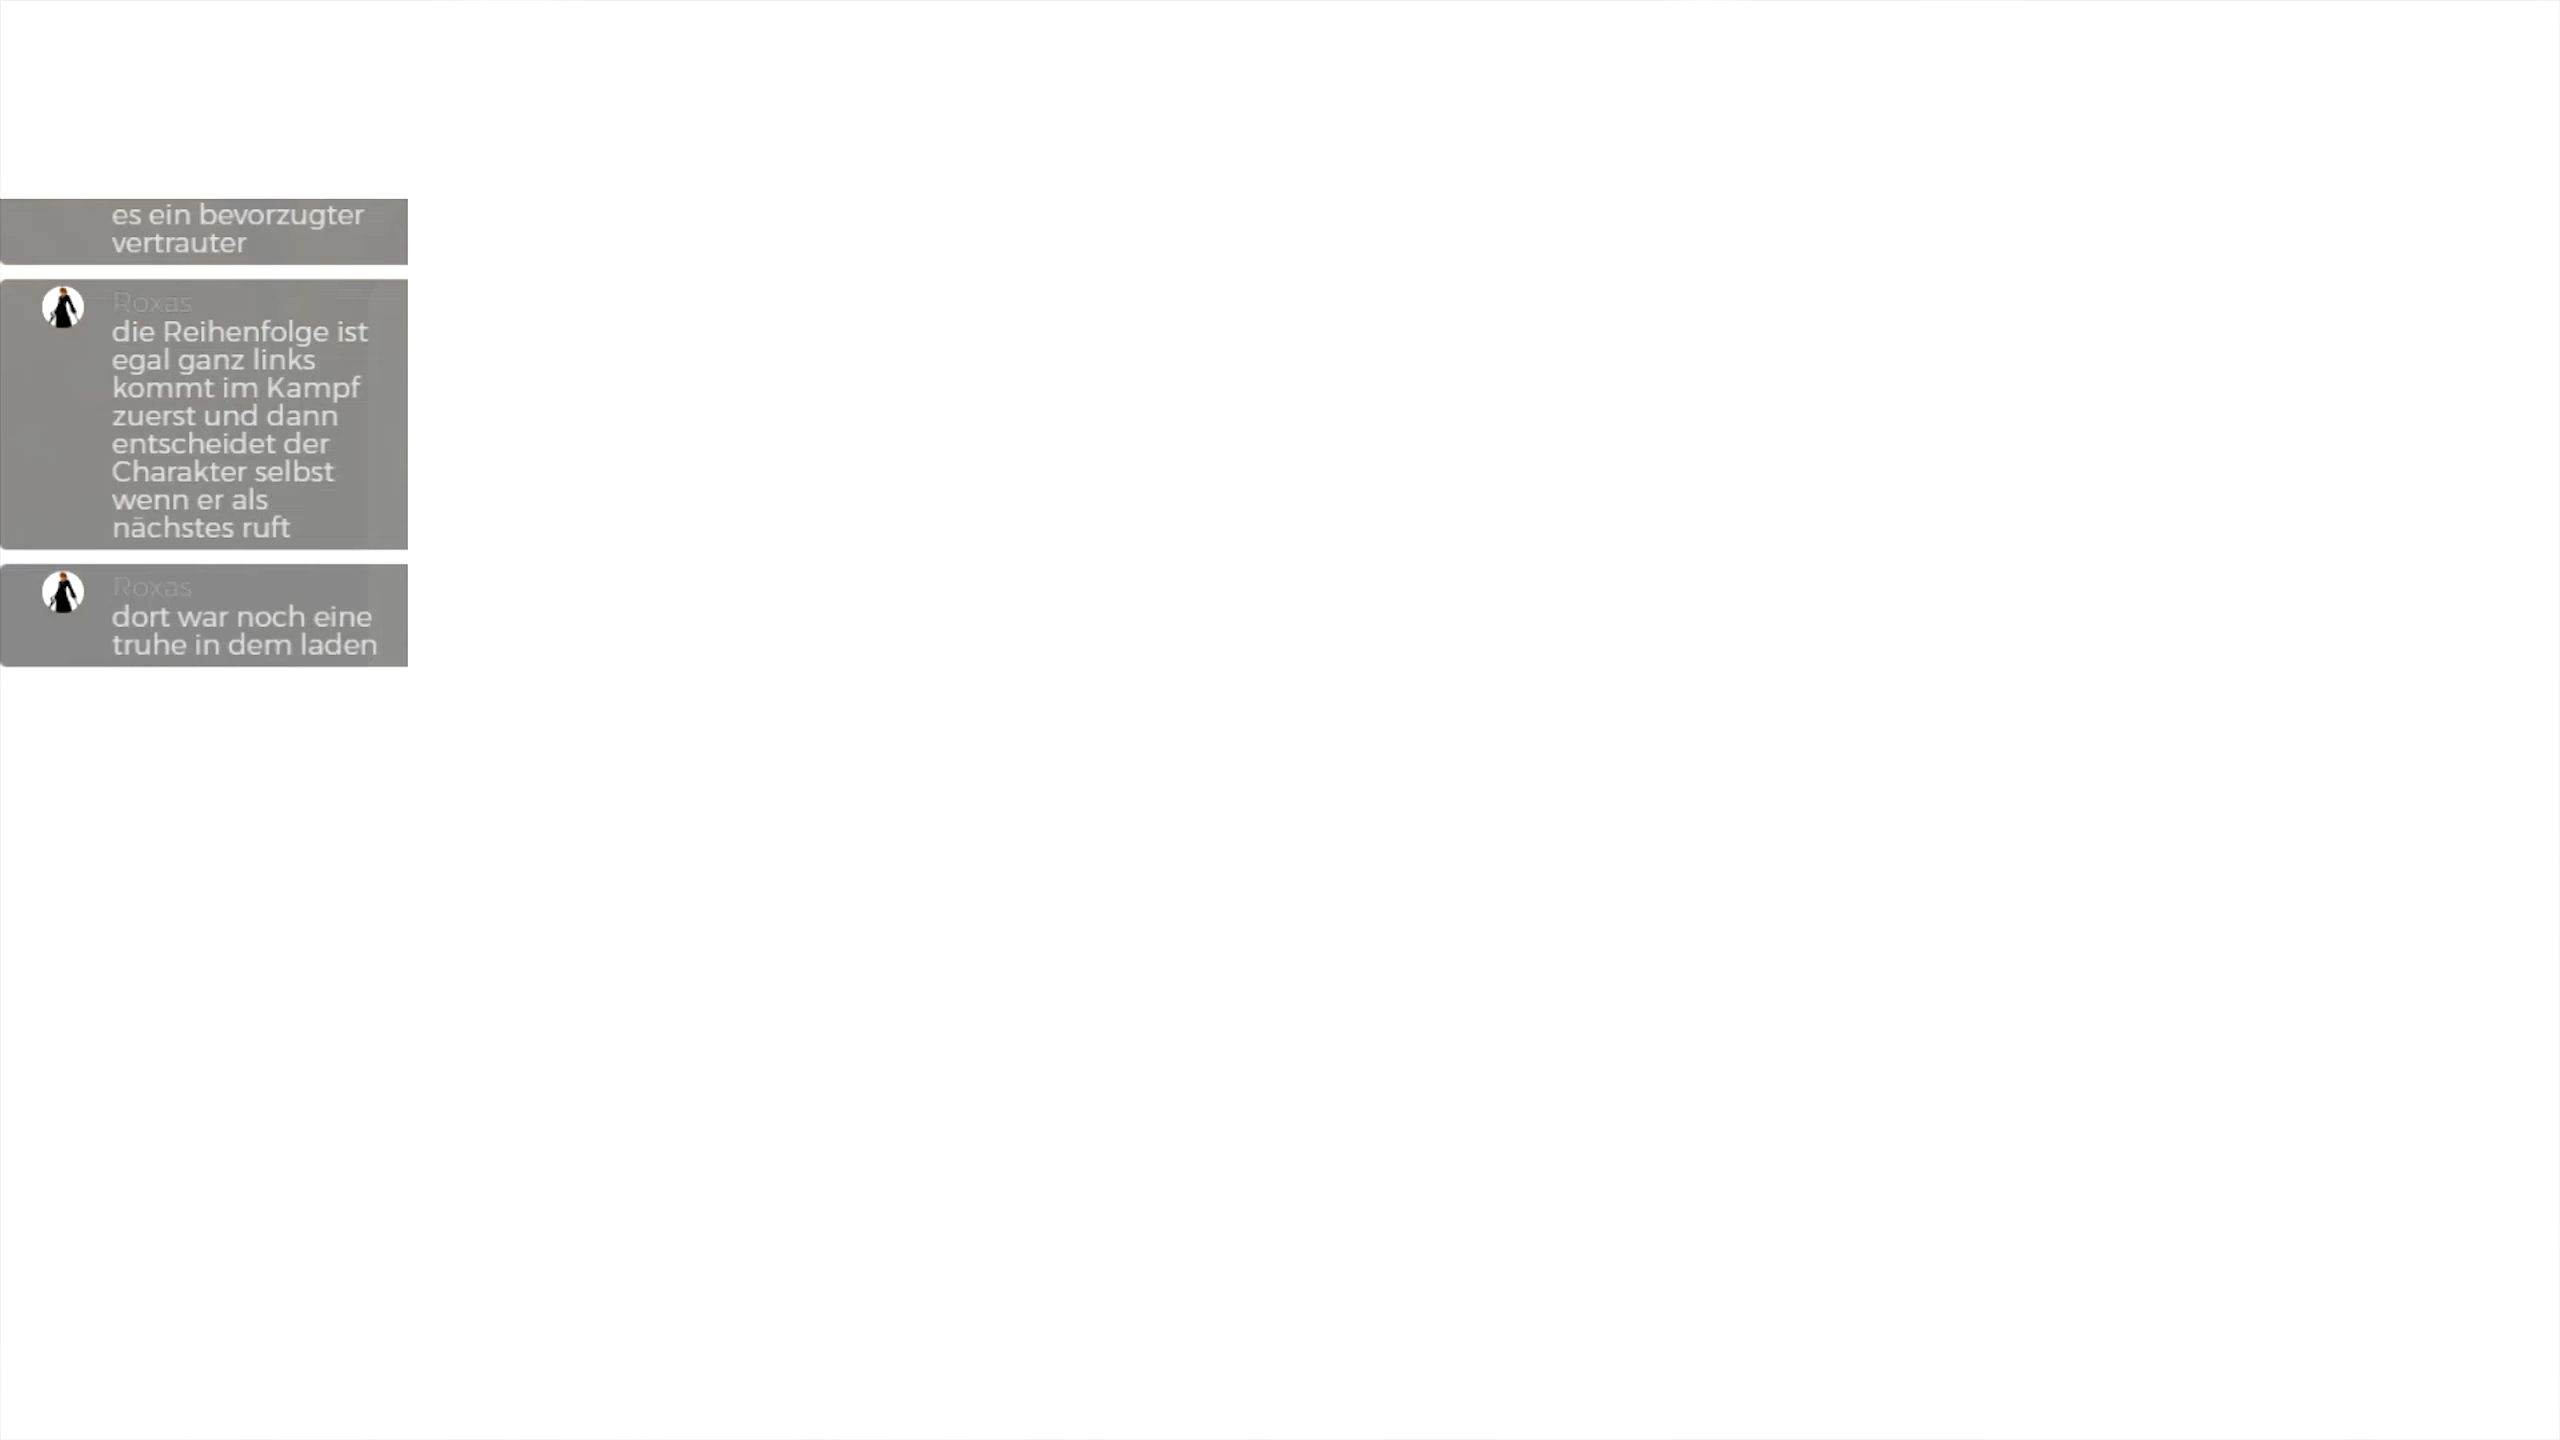 es ein bevorzugter
vertrauter
Roxas
die Reihenfolge ist
egal ganz links
kommt im Kampf
zuerst und dann
entscheidet der
Charakter selbst
wenn er als
nächstes ruft
Roxas
dort war noch eine
truhe in dem laden